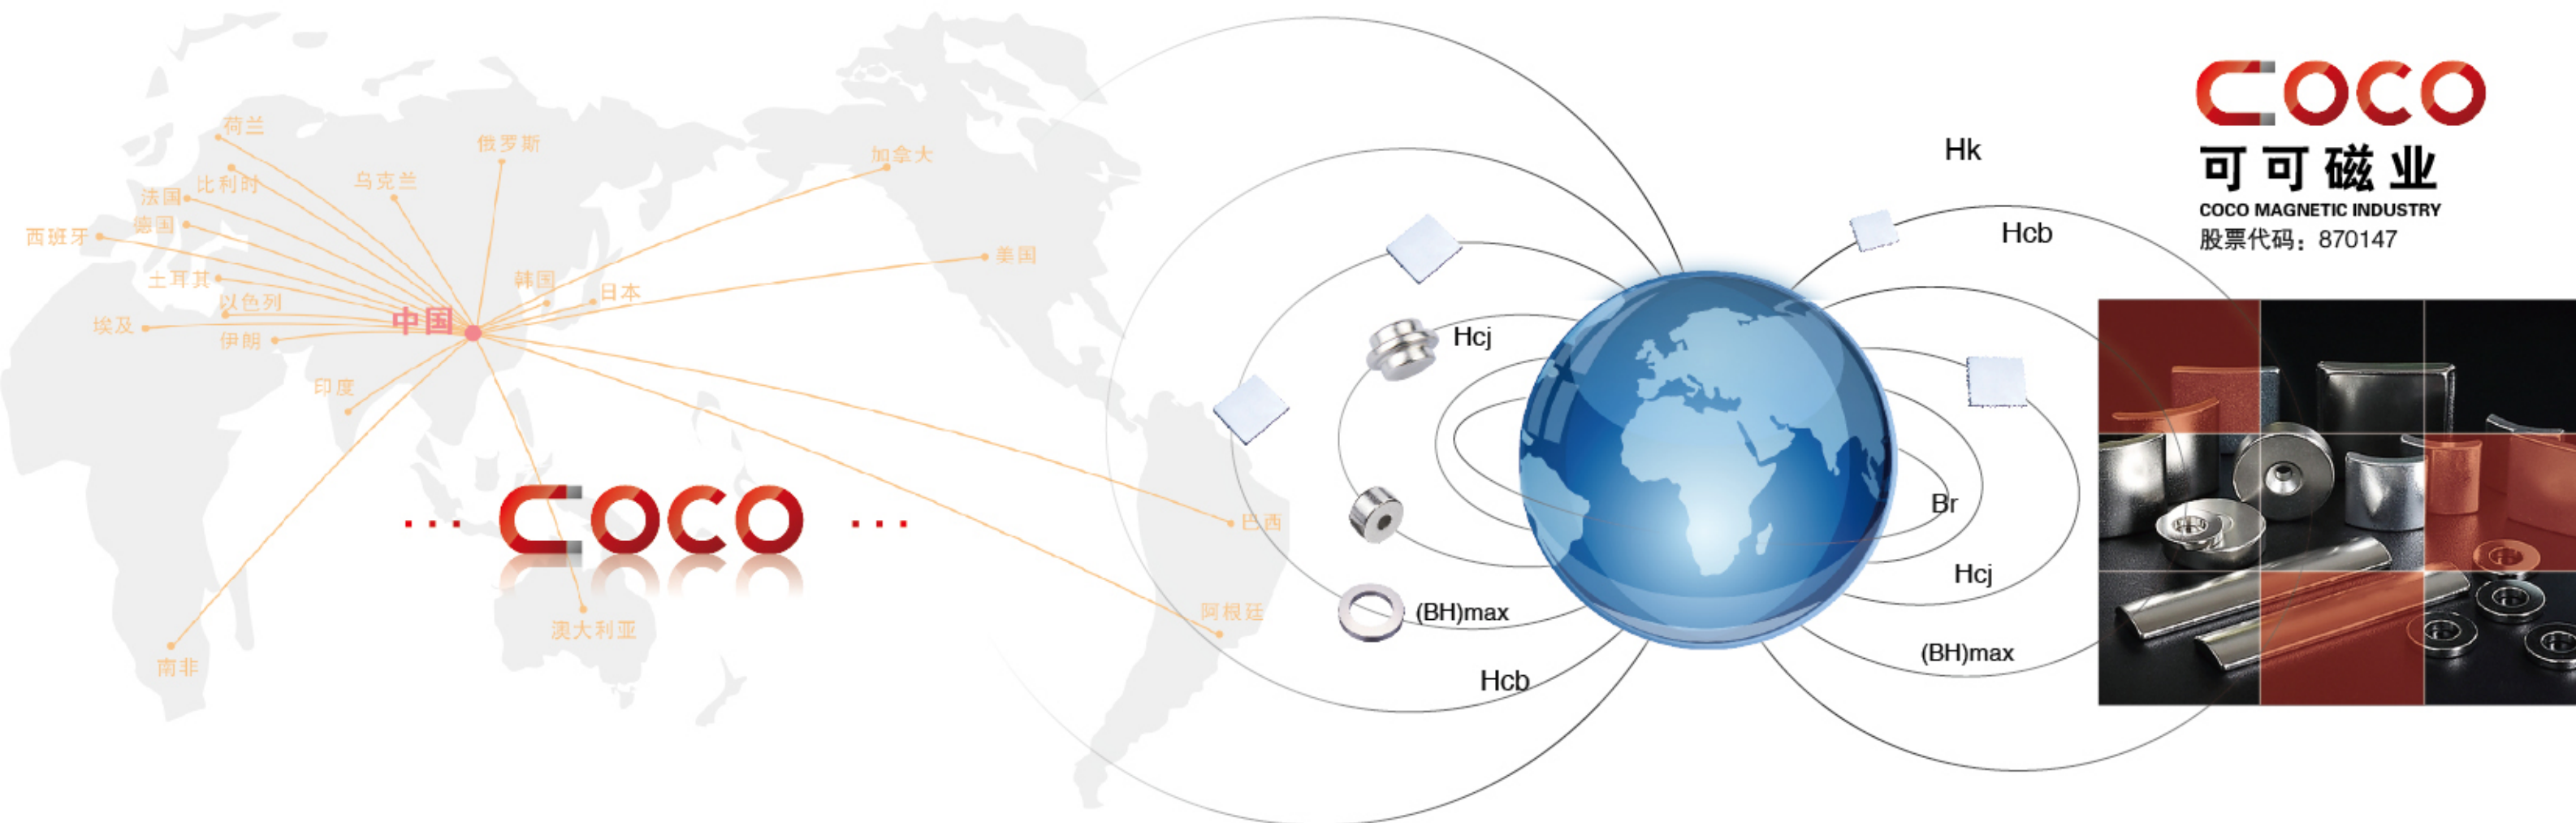 荷兰
俄罗斯
加拿大
比利时
乌克兰
法国
德国
西班牙
美国
土耳其
韩国
日本
以色列
中国
埃及
伊朗
印度
... COCO ...
巴西
阿根廷
澳大利亚
南非
Hk
Hcb
Hcj
Br
Hcj
(BH)max
(BH)max
Hcb
COCO
可可磁业
COCO MAGNETIC INDUSTRY
股票代码：870147